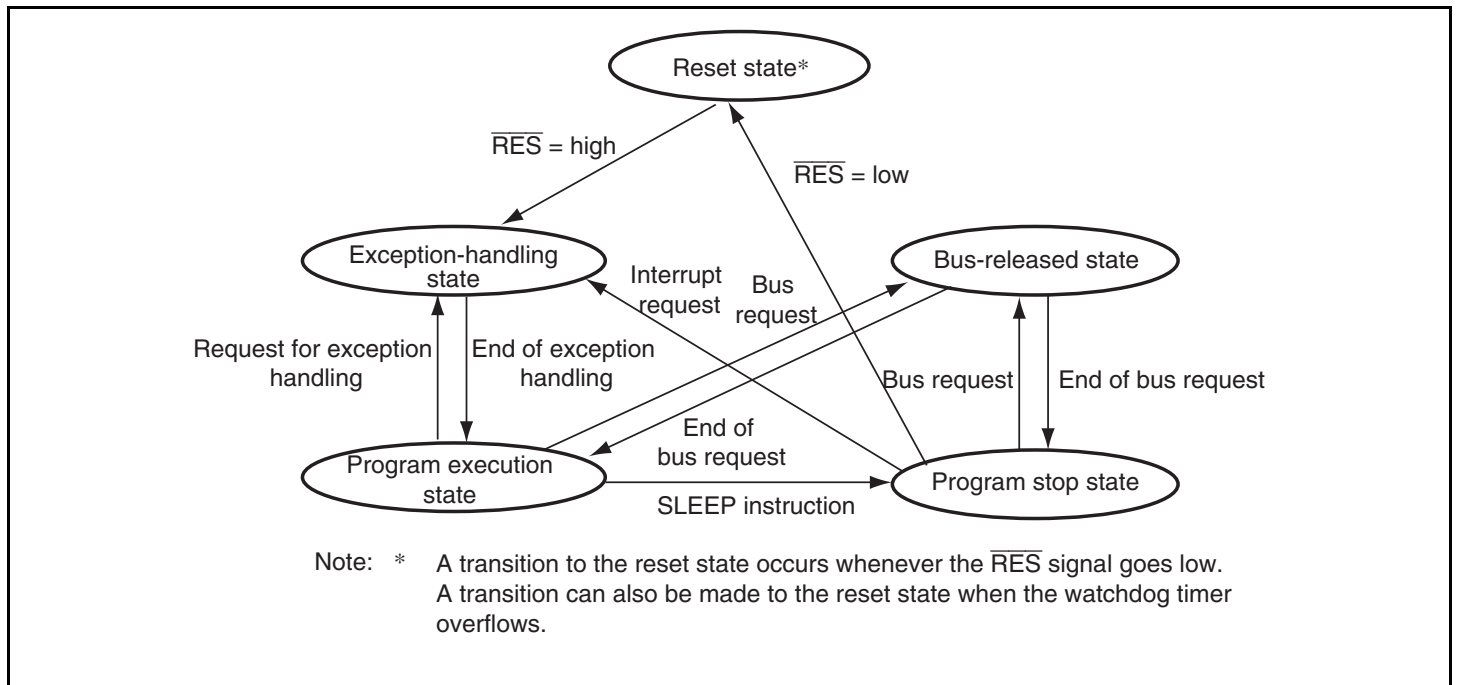 Reset state*
R̅E̅S̅ = high
R̅E̅S̅ = low
Exception-handling
state
Bus-released state
Interrupt
request
Bus
request
Request for exception
handling
End of exception
handling
Bus request
End of bus request
End of
bus request
Program execution
state
Program stop state
SLEEP instruction
Note: * A transition to the reset state occurs whenever the R̅E̅S̅ signal goes low.
A transition can also be made to the reset state when the watchdog timer
overflows.